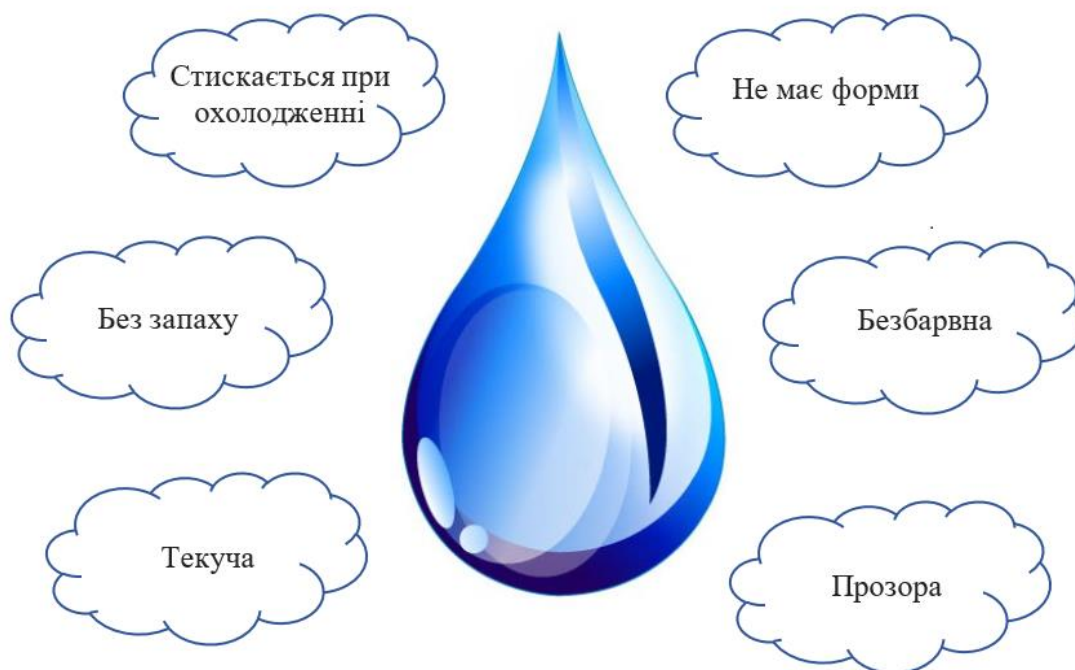 Стискається при
охолодженні
Не має форми
Без запаху
Безбарвна
Текуча
Прозора